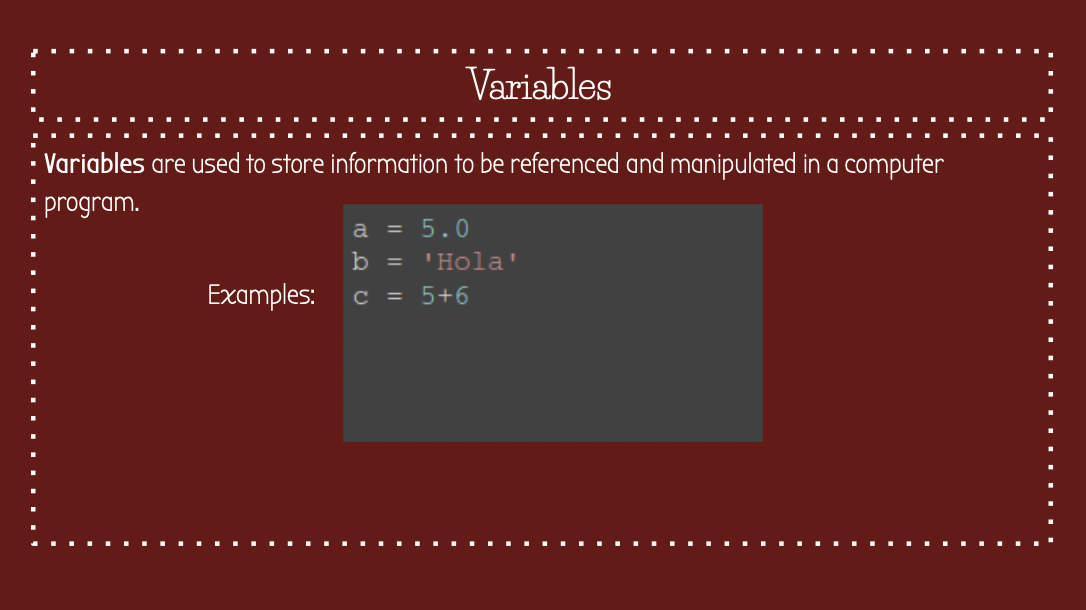 Variables
Variables are used to store information to be referenced and manipulated in a computer
program.
a = 5.0
b = 'Hola'
Examples:
c = 5+6